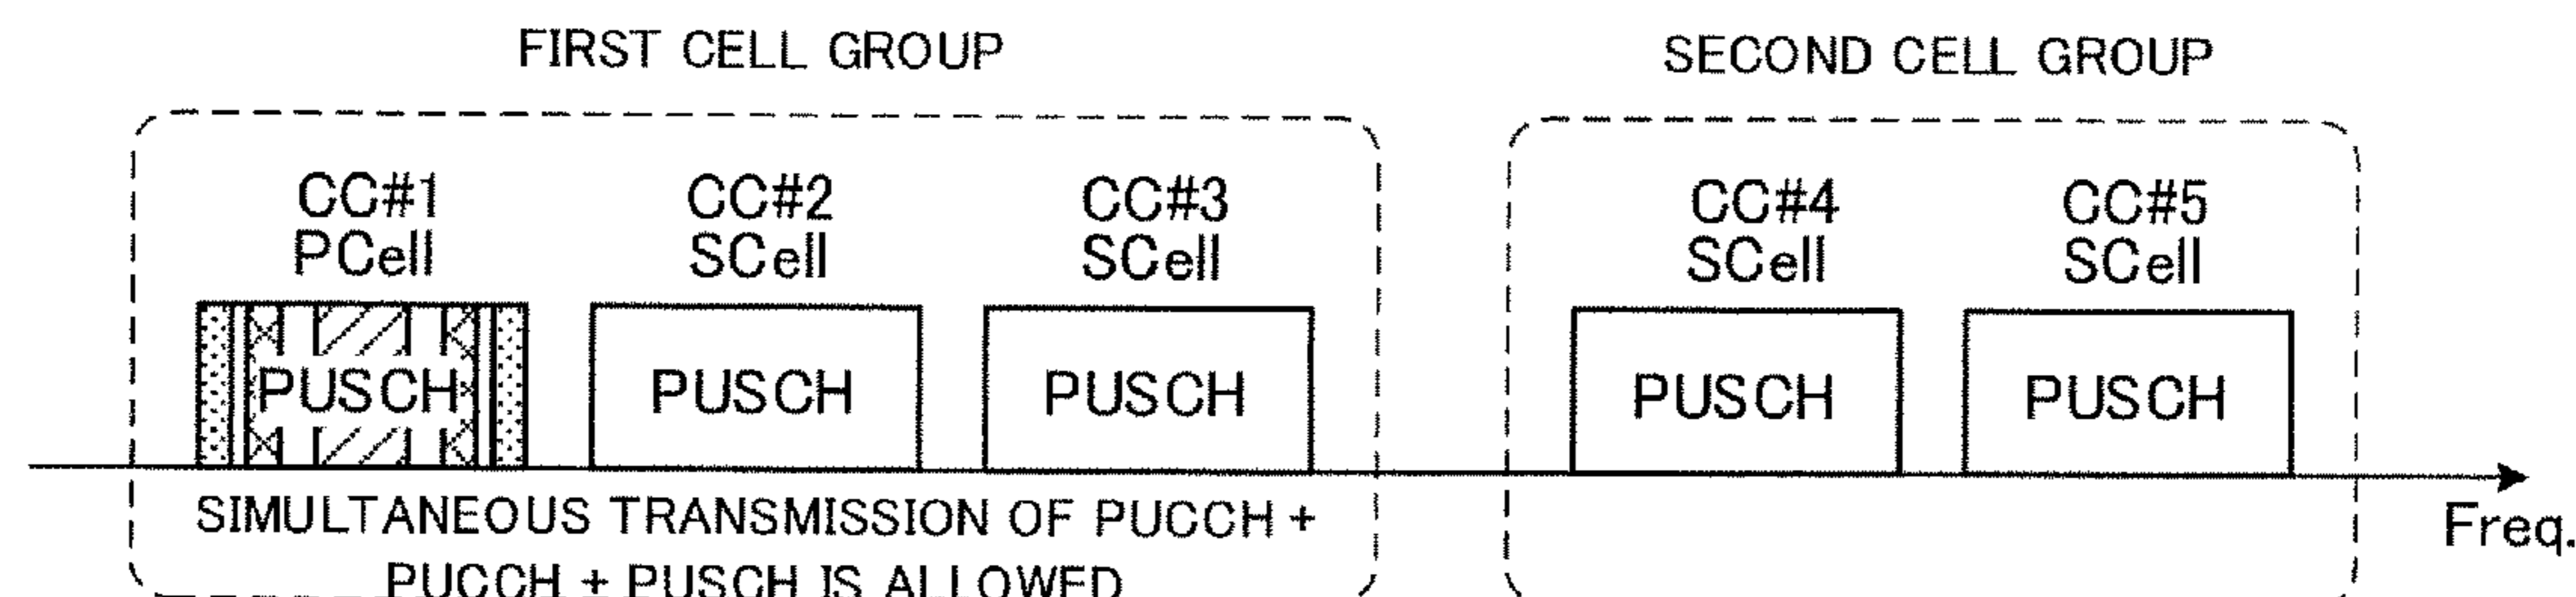 FIRST CELL GROUP
SECOND CELL GROUP
CC#1
PCell
CC#2
SCell
CC#3
SCell
CC#4
SCell
CC#5
SCell
PUSCH
PUSCH
PUSCH
PUSCH
PUSCH
SIMULTANEOUS TRANSMISSION OF PUCCH +
PUCCH + PUSCH IS ALLOWED
Freq.